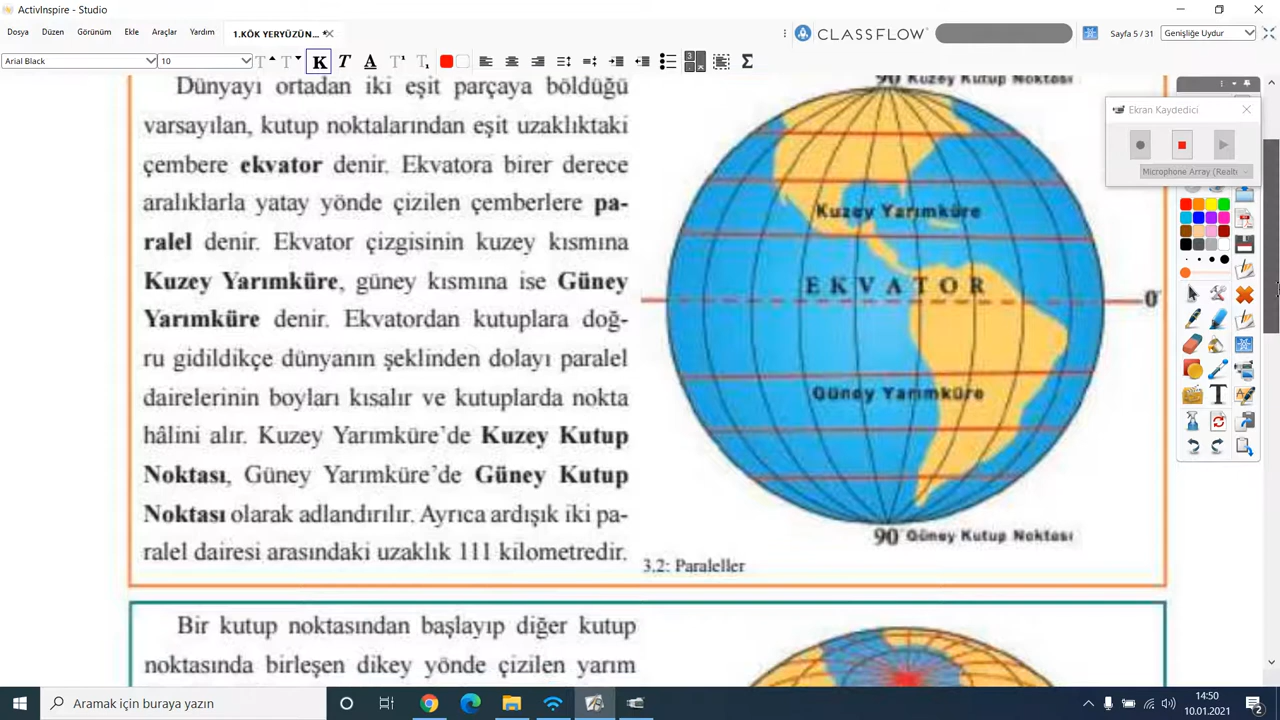 ActivInspire - Studio
Dosya Düzen Görünüm Ekle Araçlar Yardım
1.KÖK YERYÜZÜN...
CLASSFLOW
Sayfa 5 / 31
Genişliğe Uydur
Arial Black
10
Ekran Kaydedici
Microphone Array (Realt
Dünyayı ortadan iki eşit parçaya böldüğü
varsayılan, kutup noktalarından eşit uzaklıktaki
çembere ekvator denir. Ekvatora birer derece
aralıklarla yatay yönde çizilen çemberlere pa-
ralel denir. Ekvator çizgisinin kuzey kısmına
Kuzey Yarımküre, güney kısmına ise Güney
Yarımküre denir. Ekvatordan kutuplara doğ-
ru gidildikçe dünyanın şeklinden dolayı paralel
dairelerinin boyları kısalır ve kutuplarda nokta
hâlini alır. Kuzey Yarımküre'de Kuzey Kutup
Noktası, Güney Yarımküre'de Güney Kutup
Noktası olarak adlandırılır. Ayrıca ardışık iki pa-
ralel dairesi arasındaki uzaklık 111 kilometredir.
90° Kuzey Kutup Noktası
Kuzey Yarımküre
EKVATOR
0°
Güney Yarımküre
90° Güney Kutup Noktası
3.2: Paraleller
Bir kutup noktasından başlayıp diğer kutup
noktasında birleşen dikey yönde çizilen yarım
Aramak için buraya yazın
14:50
10.01.2021
2